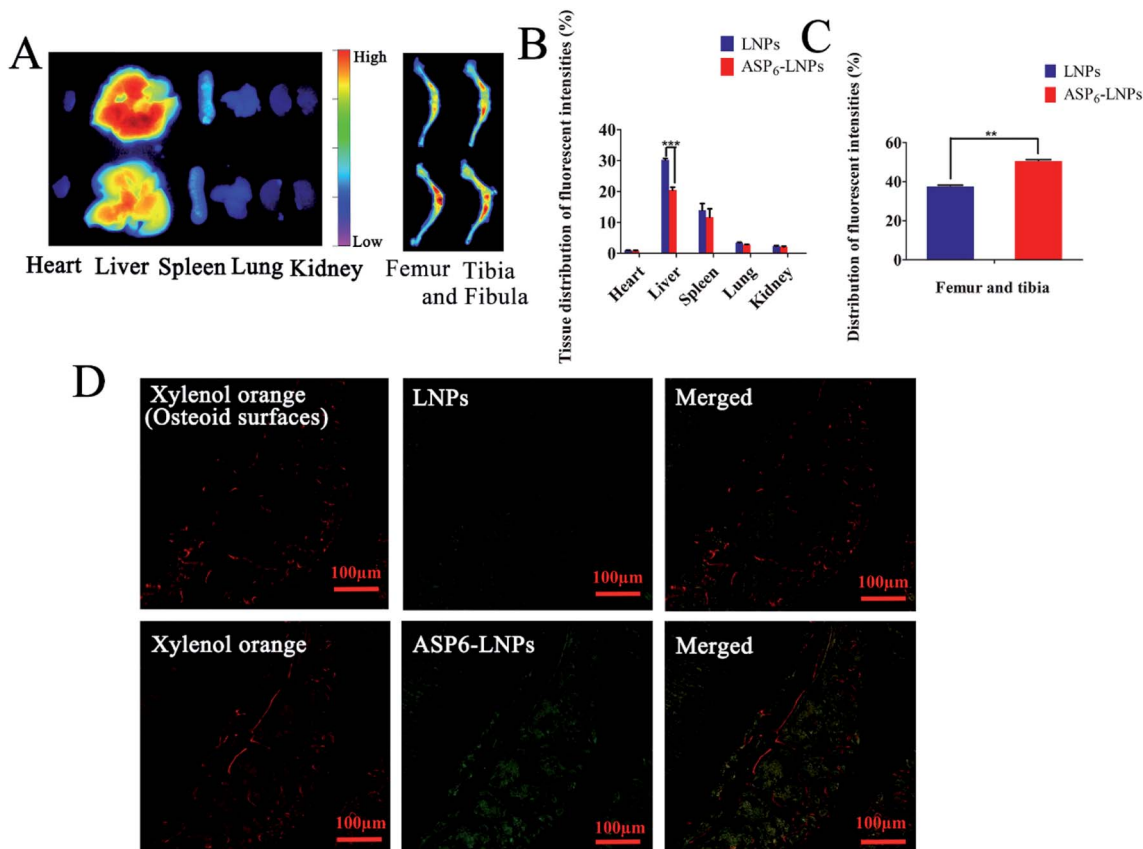 A
High
Low
Heart Liver Spleen Lung Kidney
Femur Tibia
and Fibula
B
LNPs
ASP6-LNPs
Tissue distribution of fluorescent intensities (%)
40
30
20
10
0
***
Heart
Liver
Spleen
Lung
Kidney
C
LNPs
ASP6-LNPs
Distribution of fluorescent intensities (%)
80
60
40
20
0
**
Femur and tibia
D
Xylenol orange
(Osteoid surfaces)
100μm
LNPs
100μm
Merged
100μm
Xylenol orange
100μm
ASP6-LNPs
100μm
Merged
100μm